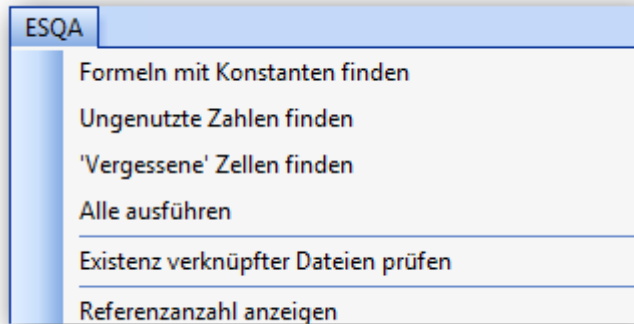 ESQA
Formeln mit Konstanten finden
Ungenutzte Zahlen finden
'Vergessene' Zellen finden
Alle ausführen
Existenz verknüpfter Dateien prüfen
Referenzanzahl anzeigen